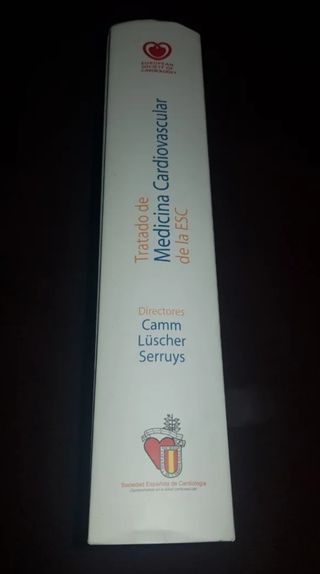 EUROPEAN
SOCIETY OF
CARDIOLOGY
Tratado de
Medicina Cardiovascular
de la ESC
Directores
Camm
Lüscher
Serruys
Sociedad Española de Cardiología